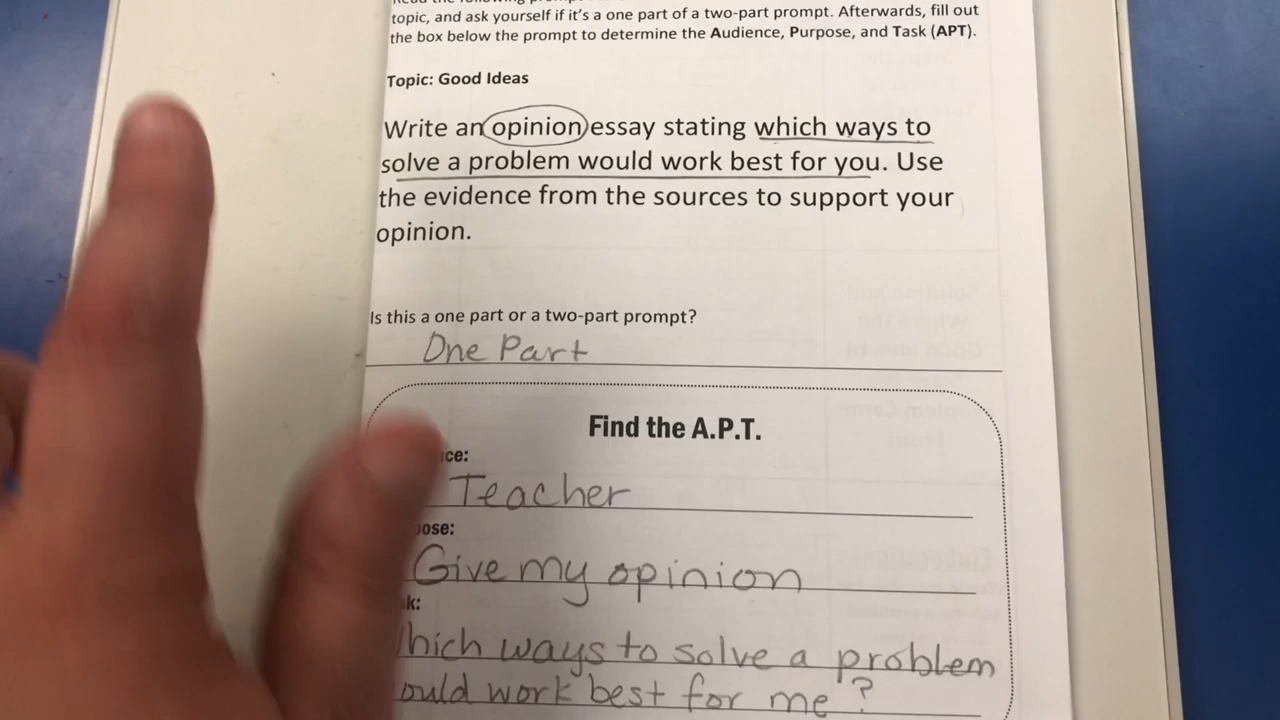 topic, and ask yourself if it's a one part of a two-part prompt. Afterwards, fill out
the box below the prompt to determine the Audience, Purpose, and Task (APT).
Topic: Good Ideas
Write an opinion essay stating which ways to
solve a problem would work best for you. Use
the evidence from the sources to support your
opinion.
Is this a one part or a two-part prompt?
One Part
Find the A.P.T.
ce:
Teacher
ose:
Give my opinion
k:
hich ways to solve a problem
ould work best for me?